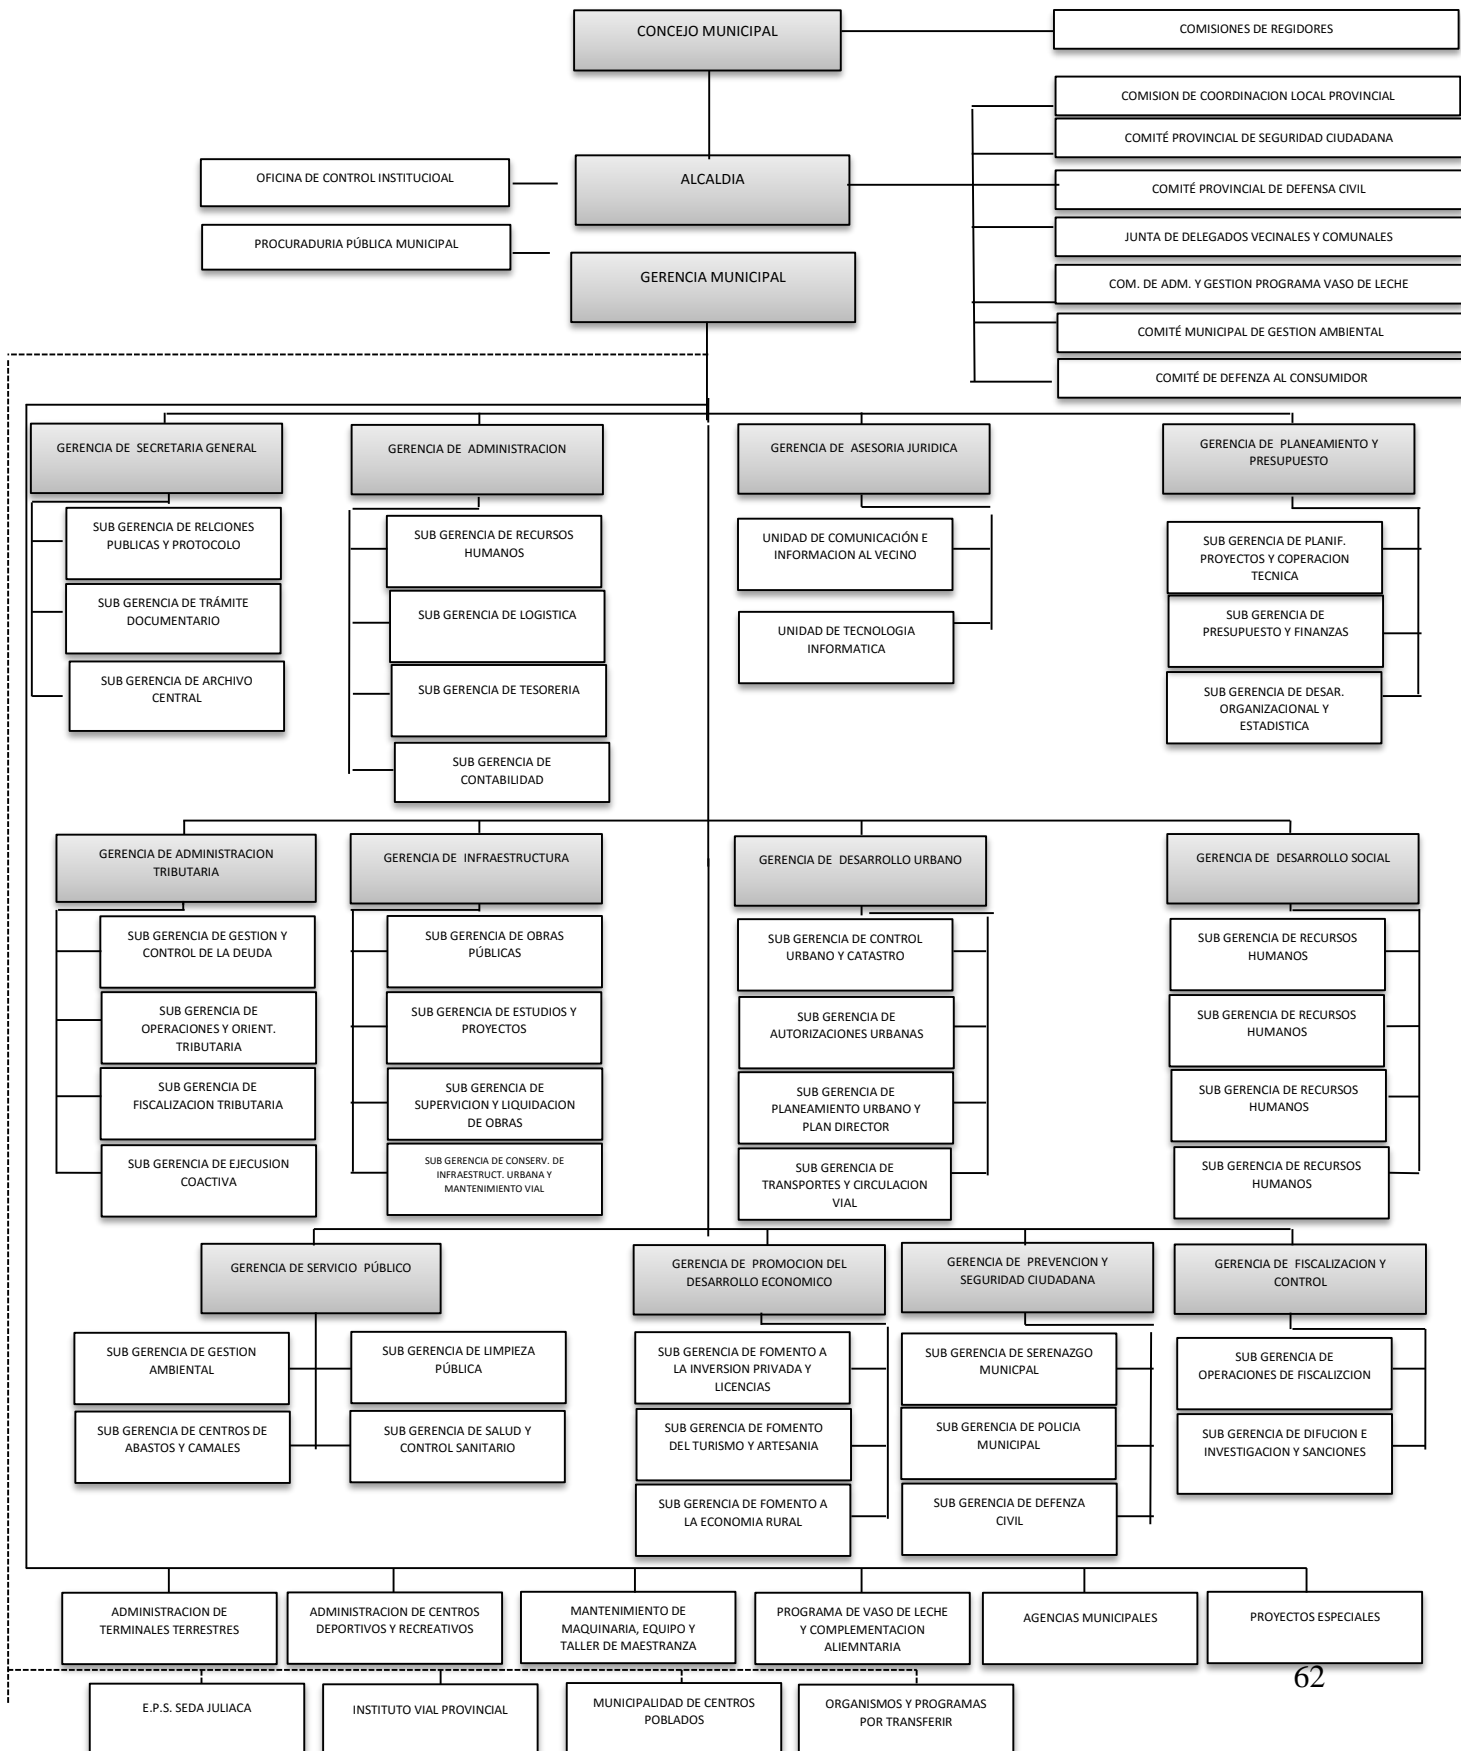 CONCEJO MUNICIPAL
COMISIONES DE REGIDORES
COMISION DE COORDINACION LOCAL PROVINCIAL
COMITÉ PROVINCIAL DE SEGURIDAD CIUDADANA
OFICINA DE CONTROL INSTITUCIOAL
ALCALDIA
COMITÉ PROVINCIAL DE DEFENSA CIVIL
PROCURADURIA PÚBLICA MUNICIPAL
JUNTA DE DELEGADOS VECINALES Y COMUNALES
GERENCIA MUNICIPAL
COM. DE ADM. Y GESTION PROGRAMA VASO DE LECHE
COMITÉ MUNICIPAL DE GESTION AMBIENTAL
COMITÉ DE DEFENZA AL CONSUMIDOR
GERENCIA DE SECRETARIA GENERAL
GERENCIA DE ADMINISTRACION
GERENCIA DE ASESORIA JURIDICA
GERENCIA DE PLANEAMIENTO Y
PRESUPUESTO
SUB GERENCIA DE RELCIONES
PUBLICAS Y PROTOCOLO
SUB GERENCIA DE TRÁMITE
DOCUMENTARIO
SUB GERENCIA DE ARCHIVO
CENTRAL
SUB GERENCIA DE RECURSOS
HUMANOS
SUB GERENCIA DE LOGISTICA
SUB GERENCIA DE TESORERIA
SUB GERENCIA DE
CONTABILIDAD
UNIDAD DE COMUNICACIÓN E
INFORMACION AL VECINO
UNIDAD DE TECNOLOGIA
INFORMATICA
SUB GERENCIA DE PLANIF.
PROYECTOS Y COPERACION
TECNICA
SUB GERENCIA DE
PRESUPUESTO Y FINANZAS
SUB GERENCIA DE DESAR.
ORGANIZACIONAL Y
ESTADISTICA
GERENCIA DE ADMINISTRACION
TRIBUTARIA
GERENCIA DE INFRAESTRUCTURA
GERENCIA DE DESARROLLO URBANO
GERENCIA DE DESARROLLO SOCIAL
SUB GERENCIA DE GESTION Y
CONTROL DE LA DEUDA
SUB GERENCIA DE
OPERACIONES Y ORIENT.
TRIBUTARIA
SUB GERENCIA DE
FISCALIZACION TRIBUTARIA
SUB GERENCIA DE EJECUSION
COACTIVA
SUB GERENCIA DE OBRAS
PÚBLICAS
SUB GERENCIA DE ESTUDIOS Y
PROYECTOS
SUB GERENCIA DE
SUPERVICION Y LIQUIDACION
DE OBRAS
SUB GERENCIA DE CONSERV. DE
INFRAESTRUCT. URBANA Y
MANTENIMIENTO VIAL
SUB GERENCIA DE CONTROL
URBANO Y CATASTRO
SUB GERENCIA DE
AUTORIZACIONES URBANAS
SUB GERENCIA DE
PLANEAMIENTO URBANO Y
PLAN DIRECTOR
SUB GERENCIA DE
TRANSPORTES Y CIRCULACION
VIAL
SUB GERENCIA DE RECURSOS
HUMANOS
SUB GERENCIA DE RECURSOS
HUMANOS
SUB GERENCIA DE RECURSOS
HUMANOS
SUB GERENCIA DE RECURSOS
HUMANOS
GERENCIA DE SERVICIO PÚBLICO
GERENCIA DE PROMOCION DEL
DESARROLLO ECONOMICO
GERENCIA DE PREVENCION Y
SEGURIDAD CIUDADANA
GERENCIA DE FISCALIZACION Y
CONTROL
SUB GERENCIA DE GESTION
AMBIENTAL
SUB GERENCIA DE LIMPIEZA
PÚBLICA
SUB GERENCIA DE CENTROS DE
ABASTOS Y CAMALES
SUB GERENCIA DE SALUD Y
CONTROL SANITARIO
SUB GERENCIA DE FOMENTO A
LA INVERSION PRIVADA Y
LICENCIAS
SUB GERENCIA DE FOMENTO
DEL TURISMO Y ARTESANIA
SUB GERENCIA DE FOMENTO A
LA ECONOMIA RURAL
SUB GERENCIA DE SERENAZGO
MUNICPAL
SUB GERENCIA DE POLICIA
MUNICIPAL
SUB GERENCIA DE DEFENZA
CIVIL
SUB GERENCIA DE
OPERACIONES DE FISCALIZCION
SUB GERENCIA DE DIFUCION E
INVESTIGACION Y SANCIONES
ADMINISTRACION DE
TERMINALES TERRESTRES
ADMINISTRACION DE CENTROS
DEPORTIVOS Y RECREATIVOS
MANTENIMIENTO DE
MAQUINARIA, EQUIPO Y
TALLER DE MAESTRANZA
PROGRAMA DE VASO DE LECHE
Y COMPLEMENTACION
ALIEMNTARIA
AGENCIAS MUNICIPALES
PROYECTOS ESPECIALES
62
E.P.S. SEDA JULIACA
INSTITUTO VIAL PROVINCIAL
MUNICIPALIDAD DE CENTROS
POBLADOS
ORGANISMOS Y PROGRAMAS
POR TRANSFERIR